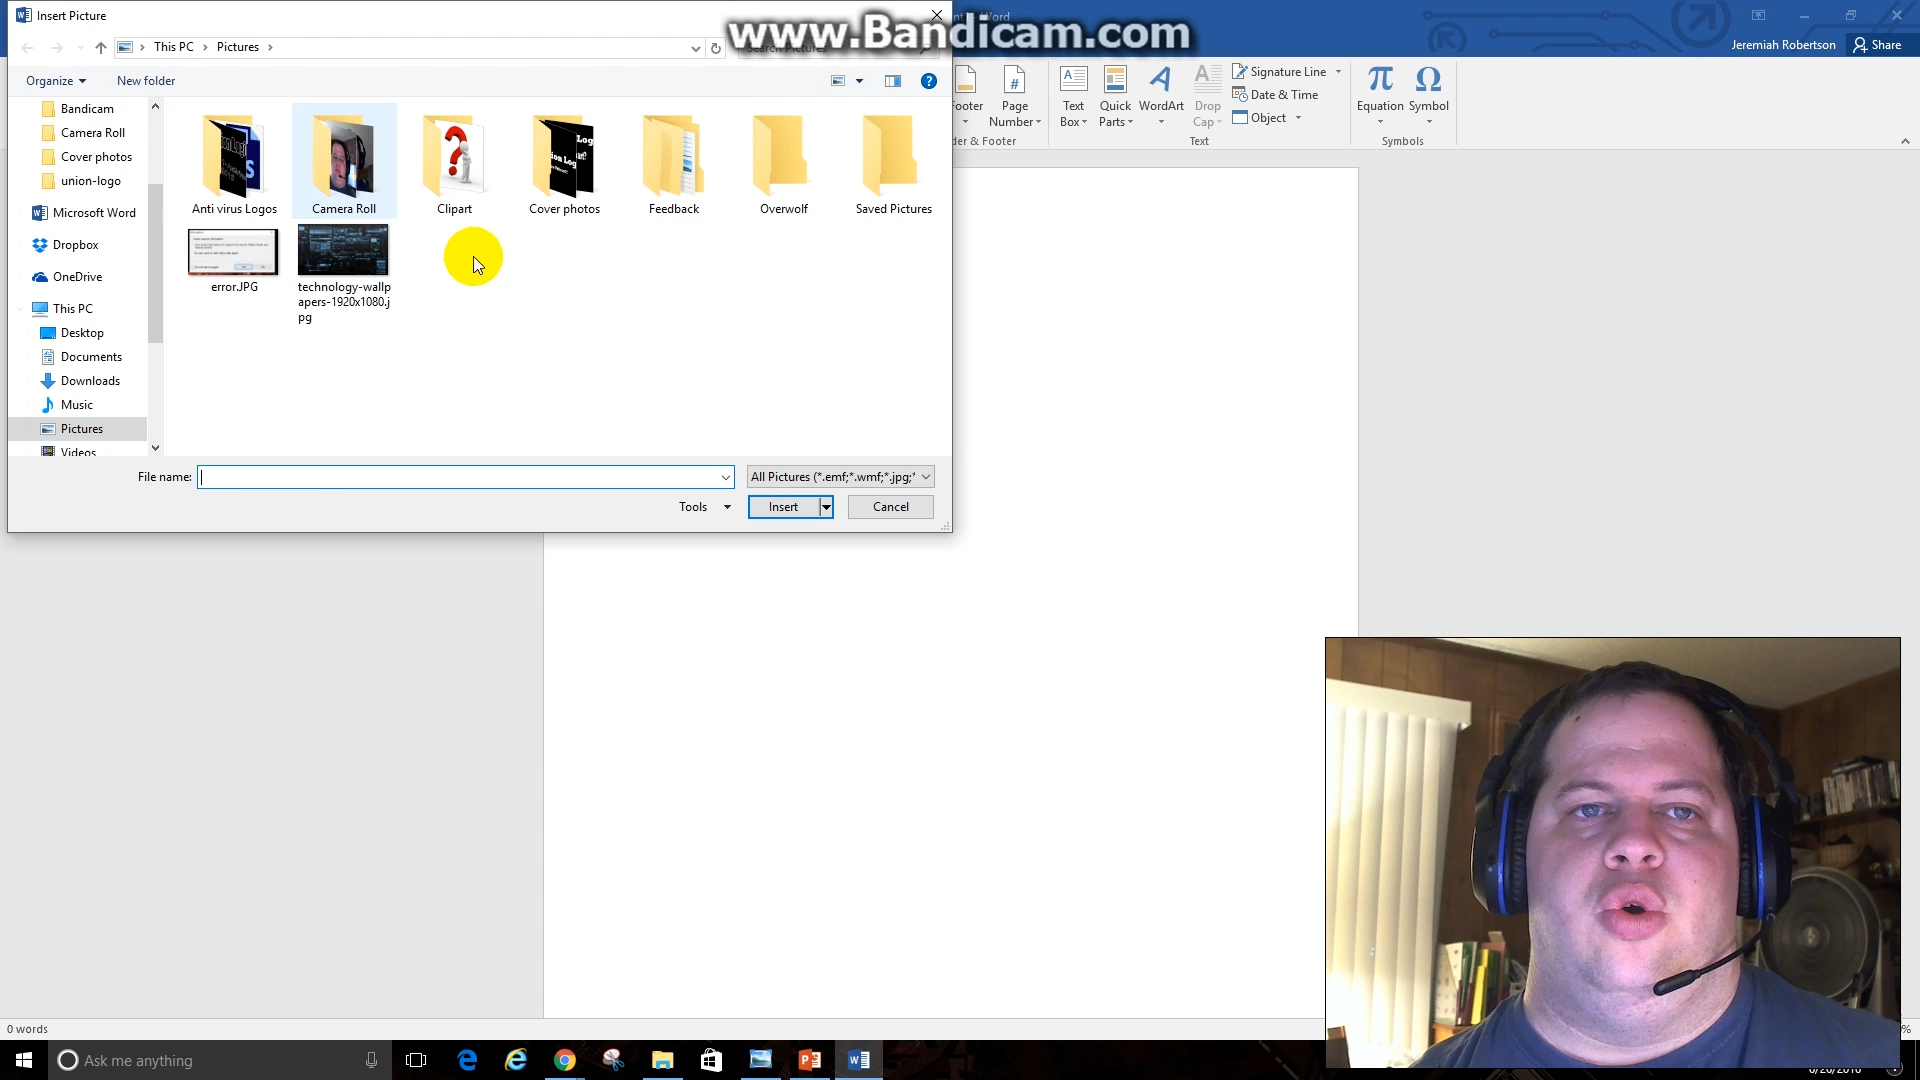 Insert Picture
www.Bandicam.com
Word
This PC
Pictures
Jeremiah Robertson
Share
Organize
New folder
Bandicam
Camera Roll
Cover photos
union-logo
Microsoft Word
Dropbox
OneDrive
This PC
Desktop
Documents
Downloads
Music
Pictures
Videos
Anti virus Logos
Camera Roll
Clipart
Cover photos
Feedback
Overwolf
Saved Pictures
error.JPG
technology-wallp
apers-1920x1080.j
pg
File name:
All Pictures (*.emf;*.wmf;*.jpg;*
Tools
Insert
Cancel
Page
Number
Text
Box
Quick
Parts
WordArt
Drop
Cap
Signature Line
Date & Time
Object
Text
Equation
Symbol
Symbols
0 words
Ask me anything